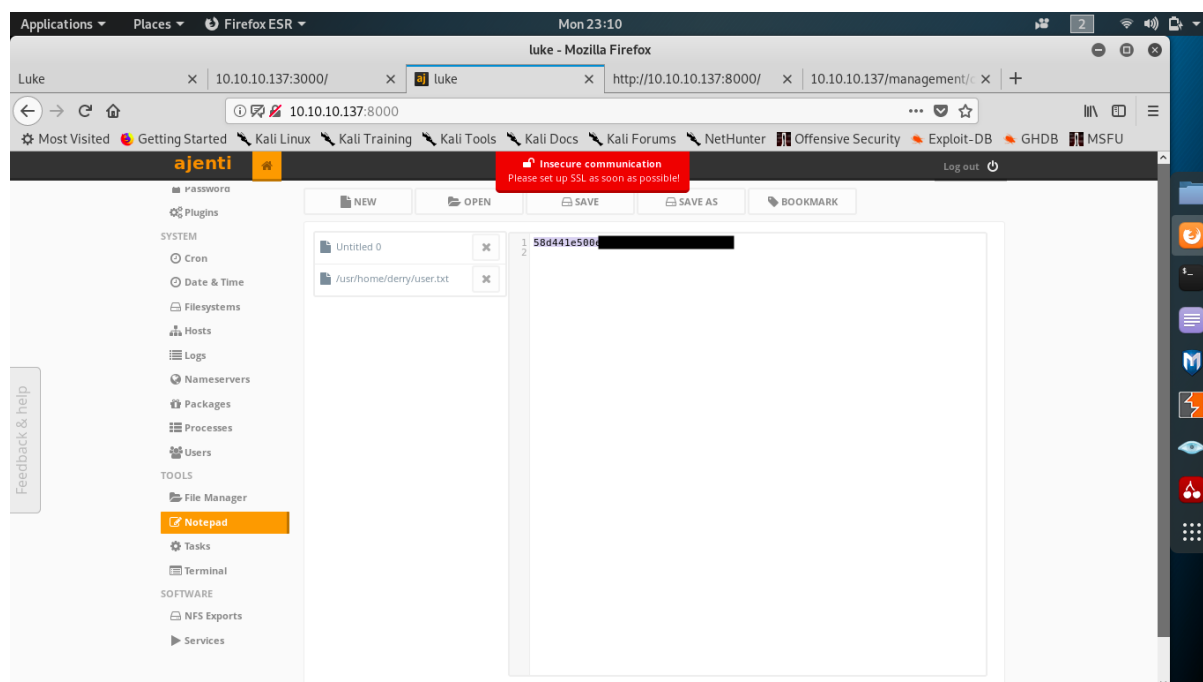 Applications Places Firefox ESR Mon 23:10 2
luke - Mozilla Firefox
Luke 10.10.10.137:3000/ aj luke http://10.10.10.137:8000/ 10.10.10.137/management/
10.10.10.137:8000
Most Visited Getting Started Kali Linux Kali Training Kali Tools Kali Docs Kali Forums NetHunter Offensive Security Exploit-DB GHDB MSFU
ajenti
Insecure communication
Please set up SSL as soon as possible!
Log out
Password
Plugins
SYSTEM
Cron
Date & Time
Filesystems
Hosts
Logs
Nameservers
Packages
Processes
Users
TOOLS
File Manager
Notepad
Tasks
Terminal
SOFTWARE
NFS Exports
Services
NEW OPEN SAVE SAVE AS BOOKMARK
Untitled 0
/usr/home/derry/user.txt
1 58d441e500
2
Feedback & help